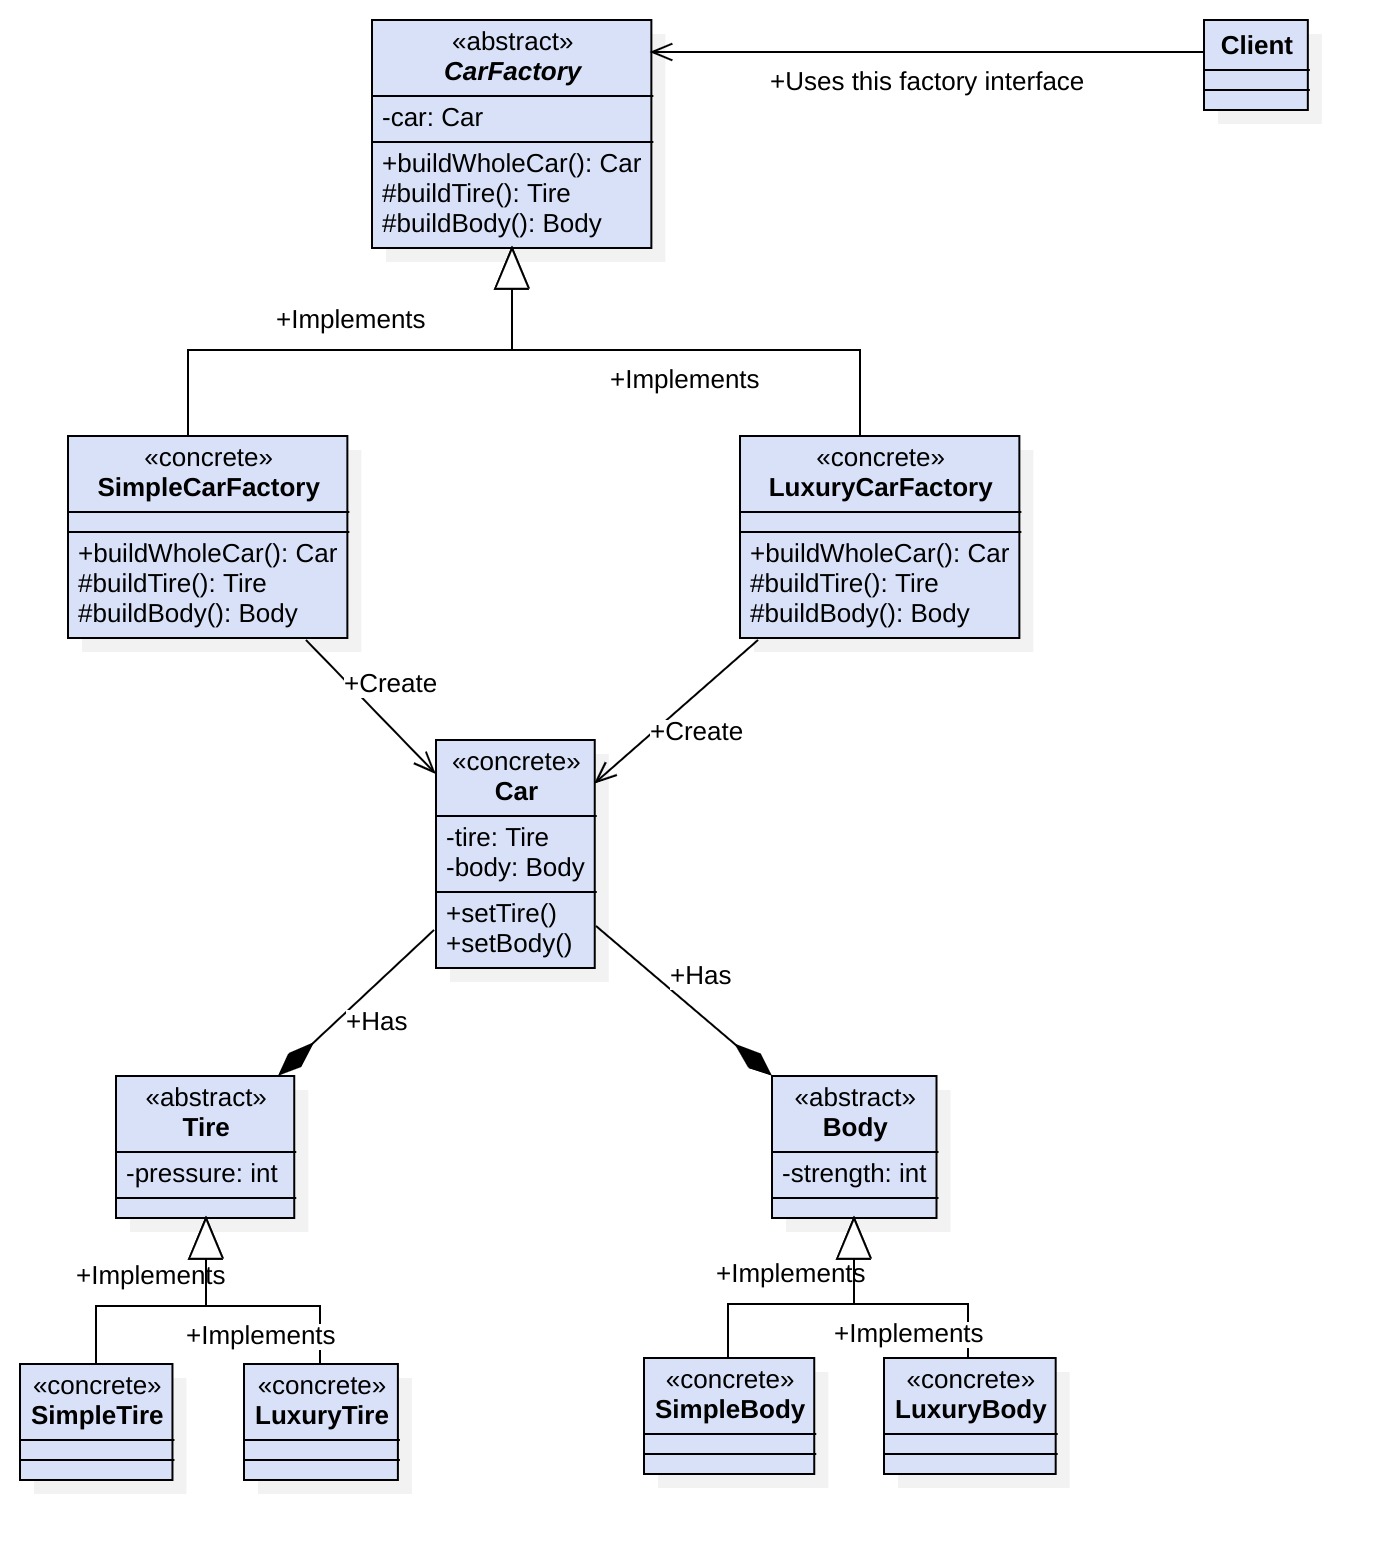 «abstract»
CarFactory
-car: Car
+buildWholeCar(): Car
#buildTire(): Tire
#buildBody(): Body
Client
+Uses this factory interface
+Implements
+Implements
«concrete»
SimpleCarFactory
+buildWholeCar(): Car
#buildTire(): Tire
#buildBody(): Body
«concrete»
LuxuryCarFactory
+buildWholeCar(): Car
#buildTire(): Tire
#buildBody(): Body
+Create
+Create
«concrete»
Car
-tire: Tire
-body: Body
+setTire()
+setBody()
+Has
+Has
«abstract»
Tire
-pressure: int
«abstract»
Body
-strength: int
+Implements
+Implements
+Implements
+Implements
«concrete»
SimpleTire
«concrete»
LuxuryTire
«concrete»
SimpleBody
«concrete»
LuxuryBody